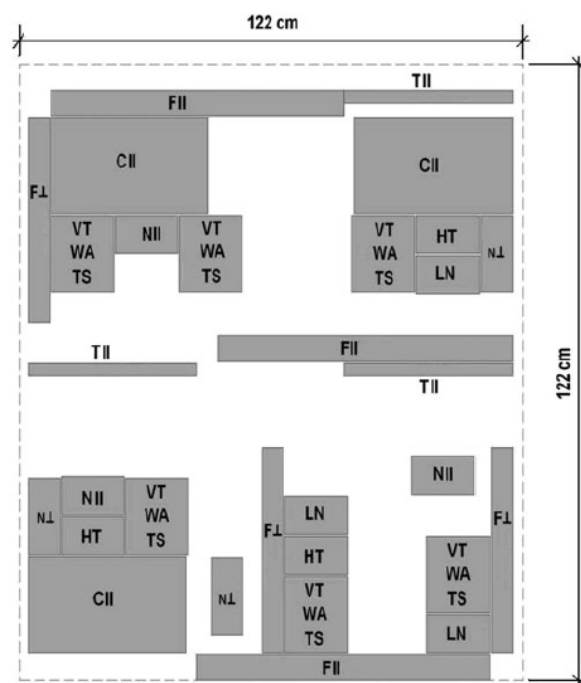 122 cm
TII
FII
CII
CII
F⊥
VT
WA
TS
NII
VT
WA
TS
VT
WA
TS
HT
LN
N⊥
TII
FII
TII
122 cm
N⊥
NII
HT
VT
WA
TS
CII
N⊥
F⊥
LN
HT
VT
WA
TS
NII
F⊥
VT
WA
TS
LN
FII